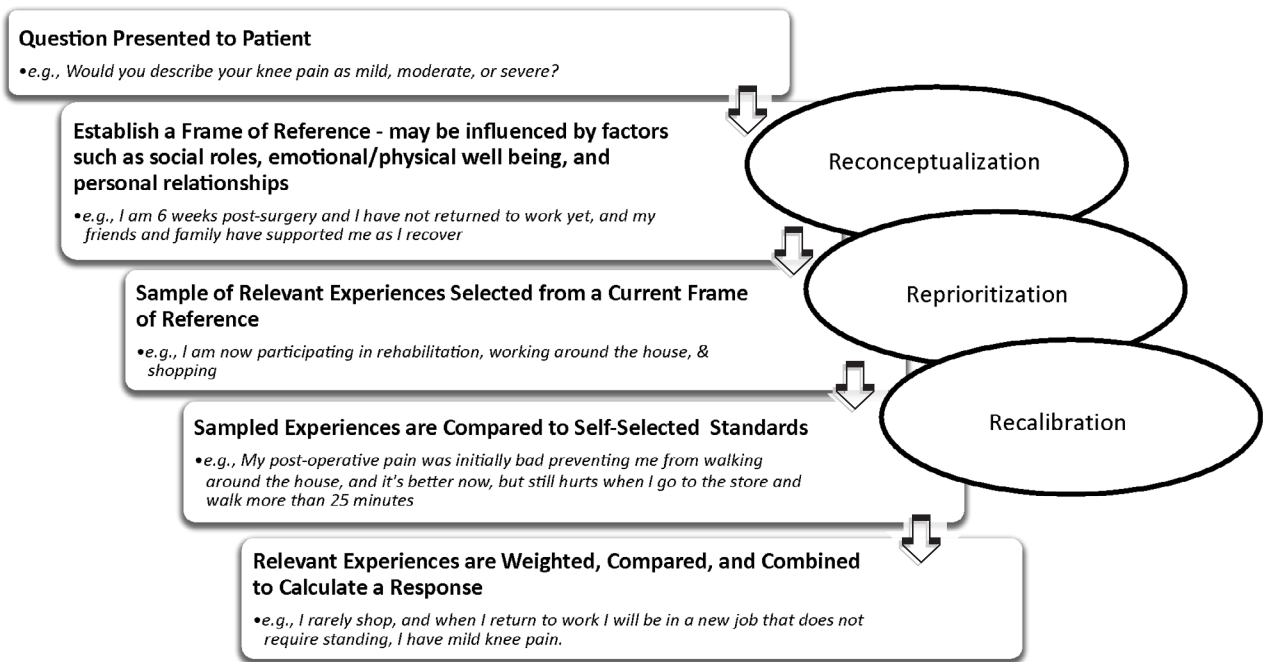 Question Presented to Patient
•e.g., Would you describe your knee pain as mild, moderate, or severe?
Establish a Frame of Reference - may be influenced by factors
such as social roles, emotional/physical well being, and
personal relationships
•e.g., I am 6 weeks post-surgery and I have not returned to work yet, and my
friends and family have supported me as I recover
Reconceptualization
Sample of Relevant Experiences Selected from a Current Frame
of Reference
•e.g., I am now participating in rehabilitation, working around the house, &
shopping
Reprioritization
Sampled Experiences are Compared to Self-Selected Standards
•e.g., My post-operative pain was initially bad preventing me from walking
around the house, and it's better now, but still hurts when I go to the store and
walk more than 25 minutes
Recalibration
Relevant Experiences are Weighted, Compared, and Combined
to Calculate a Response
•e.g., I rarely shop, and when I return to work I will be in a new job that does not
require standing, I have mild knee pain.